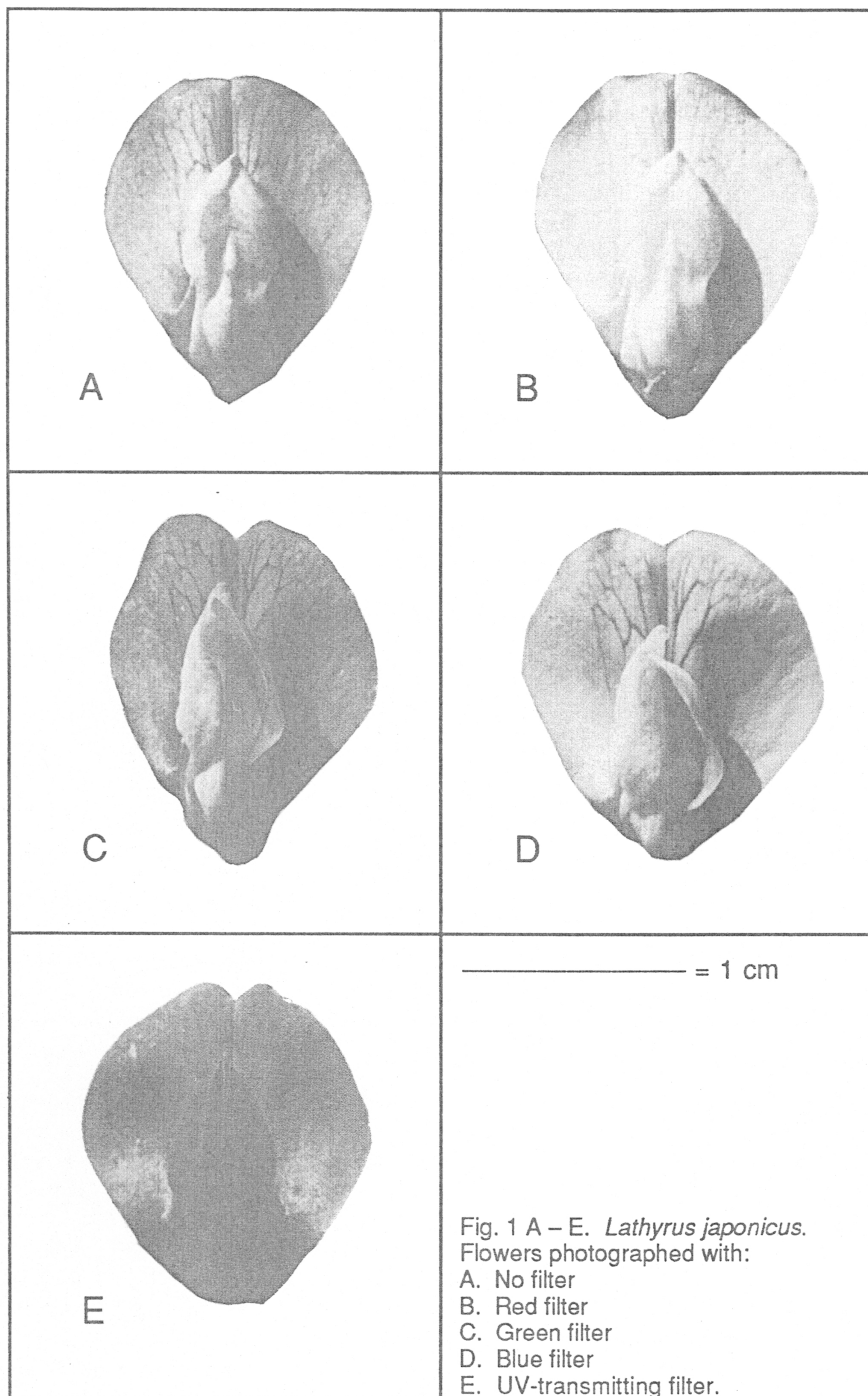 A
B
C
D
E
= 1 cm
Fig. 1 A – E. Lathyrus japonicus.
Flowers photographed with:
A. No filter
B. Red filter
C. Green filter
D. Blue filter
E. UV-transmitting filter.